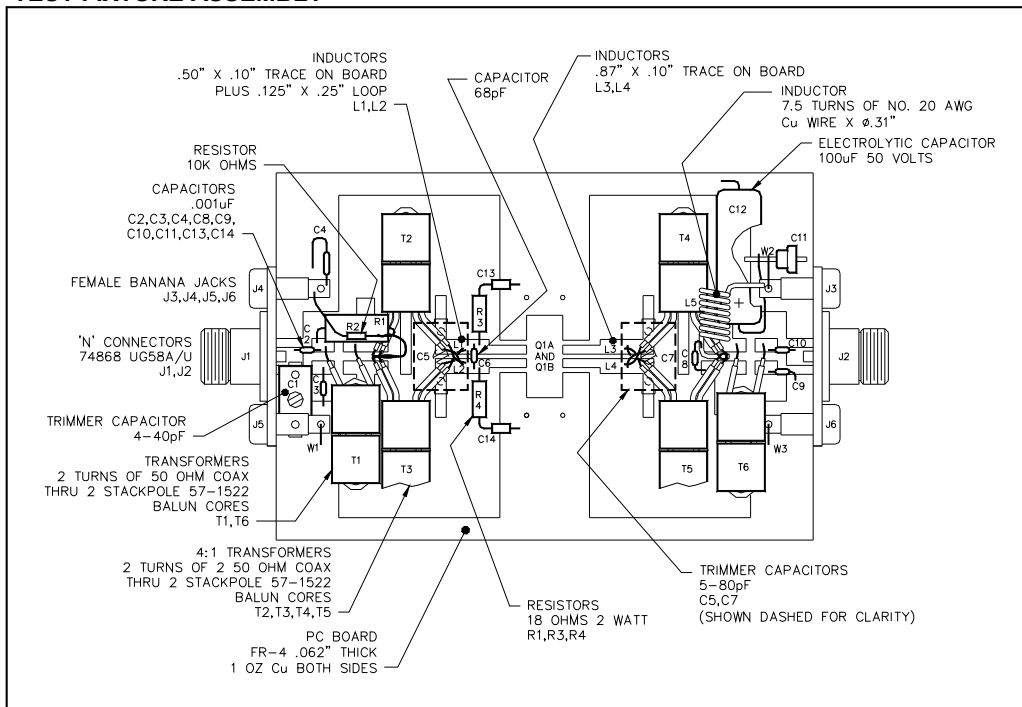 INDUCTORS
.50" X .10" TRACE ON BOARD
PLUS .125" X .25" LOOP
L1,L2
CAPACITOR
68pF
INDUCTORS
.87" X .10" TRACE ON BOARD
L3,L4
INDUCTOR
7.5 TURNS OF NO. 20 AWG
Cu WIRE X ø.31"
ELECTROLYTIC CAPACITOR
100uF 50 VOLTS
RESISTOR
10K OHMS
CAPACITORS
.001uF
C2,C3,C4,C8,C9,
C10,C11,C13,C14
FEMALE BANANA JACKS
J3,J4,J5,J6
'N' CONNECTORS
74868 UG58A/U
J1,J2
TRIMMER CAPACITOR
4-40pF
TRANSFORMERS
2 TURNS OF 50 OHM COAX
THRU 2 STACKPOLE 57-1522
BALUN CORES
T1,T6
4:1 TRANSFORMERS
2 TURNS OF 2 50 OHM COAX
THRU 2 STACKPOLE 57-1522
BALUN CORES
T2,T3,T4,T5
PC BOARD
FR-4 .062" THICK
1 OZ Cu BOTH SIDES
RESISTORS
18 OHMS 2 WATT
R1,R3,R4
TRIMMER CAPACITORS
5-80pF
C5,C7
(SHOWN DASHED FOR CLARITY)
C4
T2
C13
T4
C12
W2
C11
J4
J3
R2
R1
R3
L5
C2
J1
C5
L1
L2
C6
Q1A
AND
Q1B
L3
L4
C7
C8
C10
J2
C1
C3
C9
R4
J5
W1
C14
W3
J6
T1
T3
T5
T6